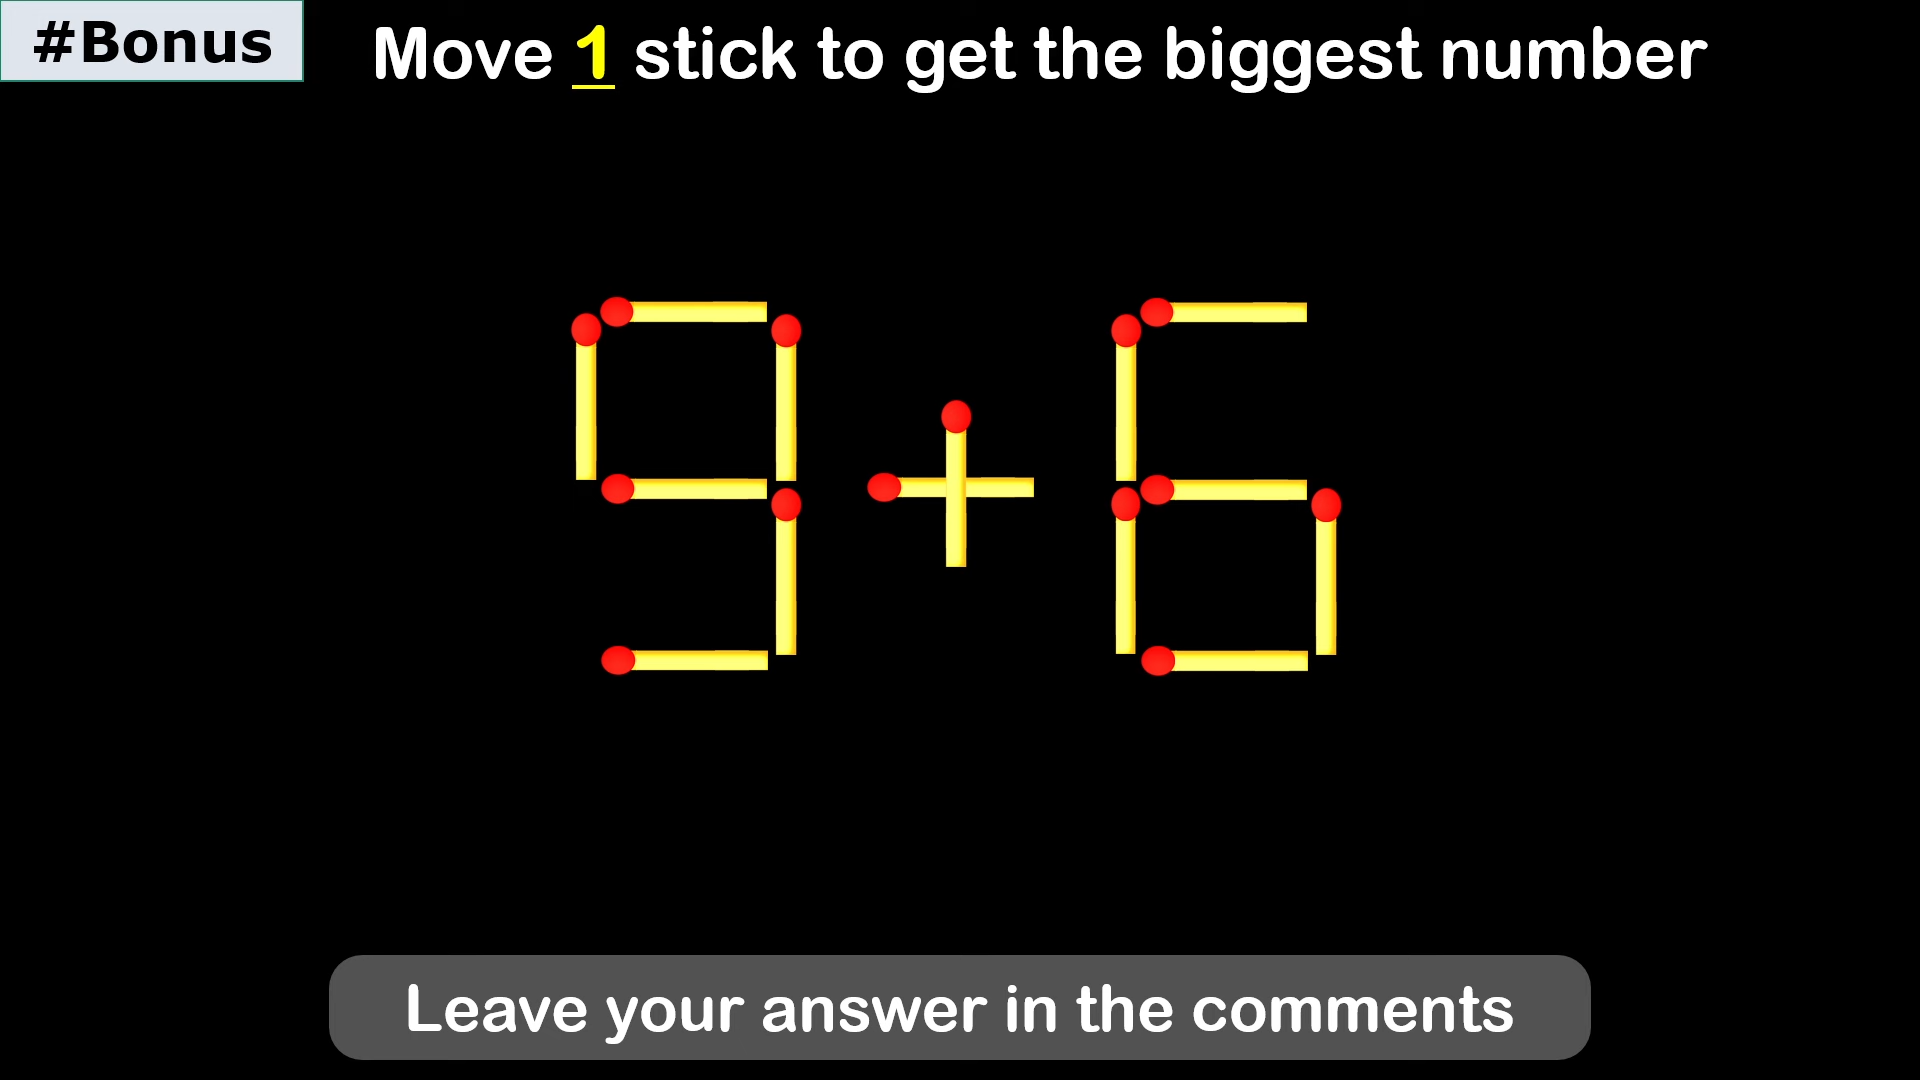 #Bonus
Move 1 stick to get the biggest number
9+6
Leave your answer in the comments